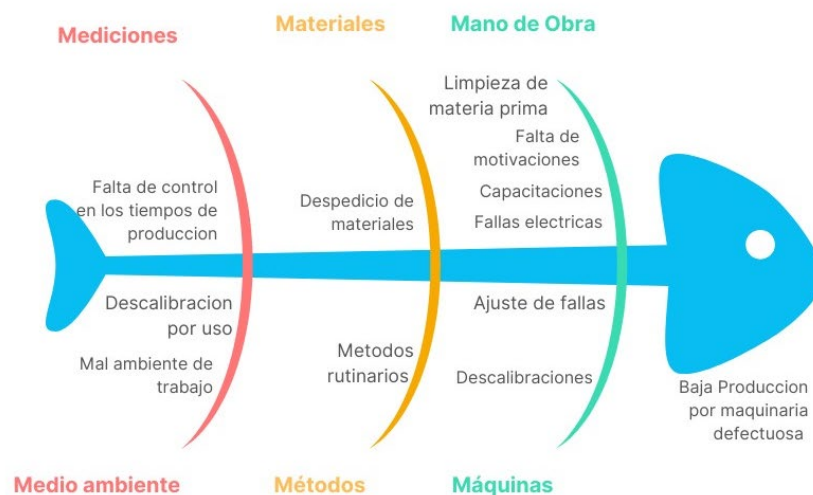 Mediciones
Materiales
Mano de Obra
Falta de control
en los tiempos de
produccion
Despedicio de
materiales
Limpieza de
materia prima
Falta de
motivaciones
Capacitaciones
Fallas electricas
Descalibracion
por uso
Mal ambiente de
trabajo
Metodos
rutinarios
Ajuste de fallas
Descalibraciones
Baja Produccion
por maquinaria
defectuosa
Medio ambiente
Métodos
Máquinas